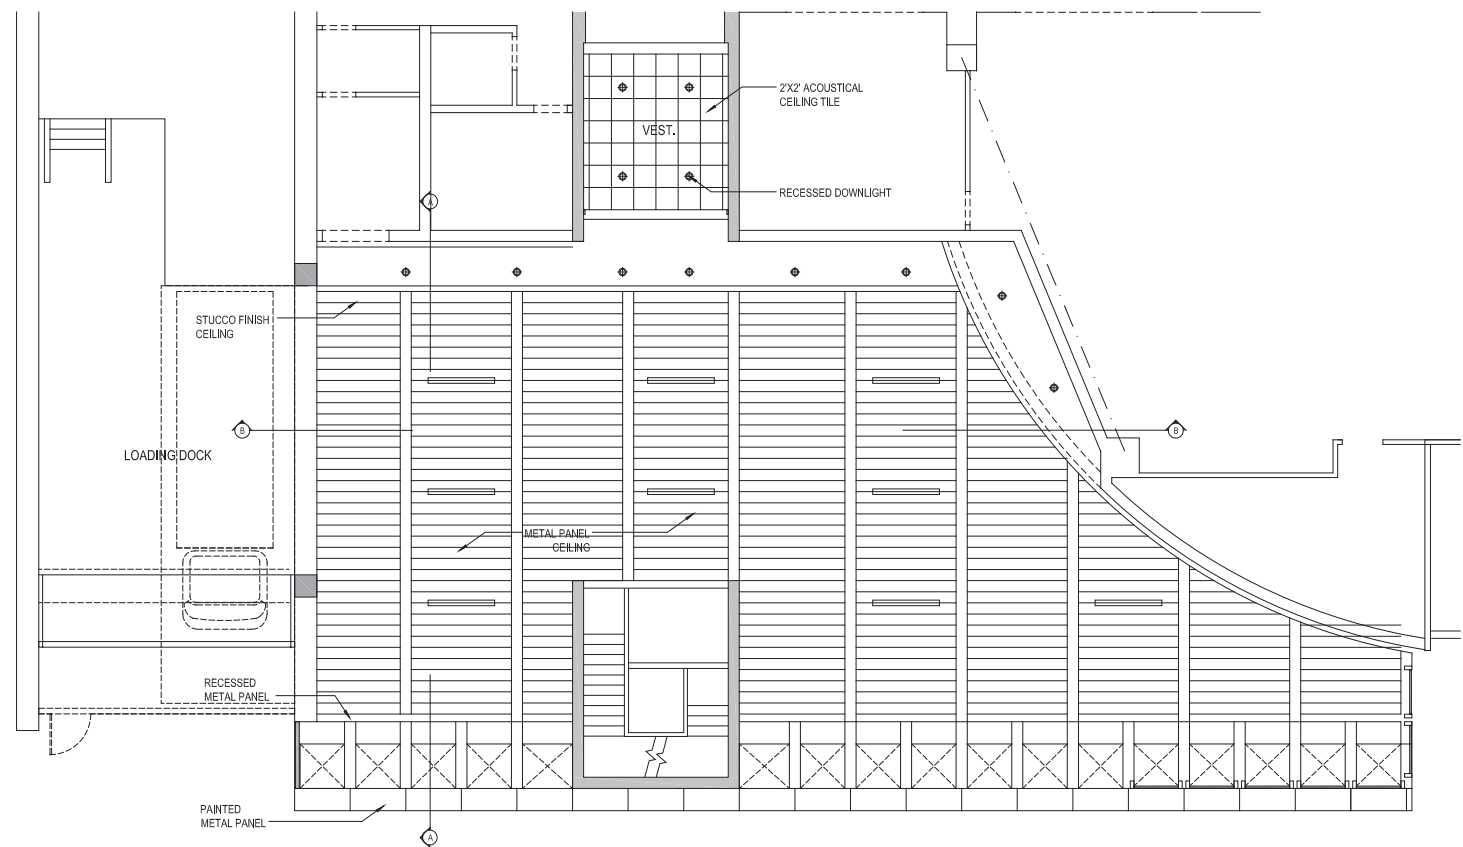 2'X2' ACOUSTICAL
CEILING TILE
VEST.
RECESSED DOWNLIGHT
A
STUCCO FINISH
CEILING
B
B
LOADING DOCK
METAL PANEL
CEILING
RECESSED
METAL PANEL
PAINTED
METAL PANEL
A